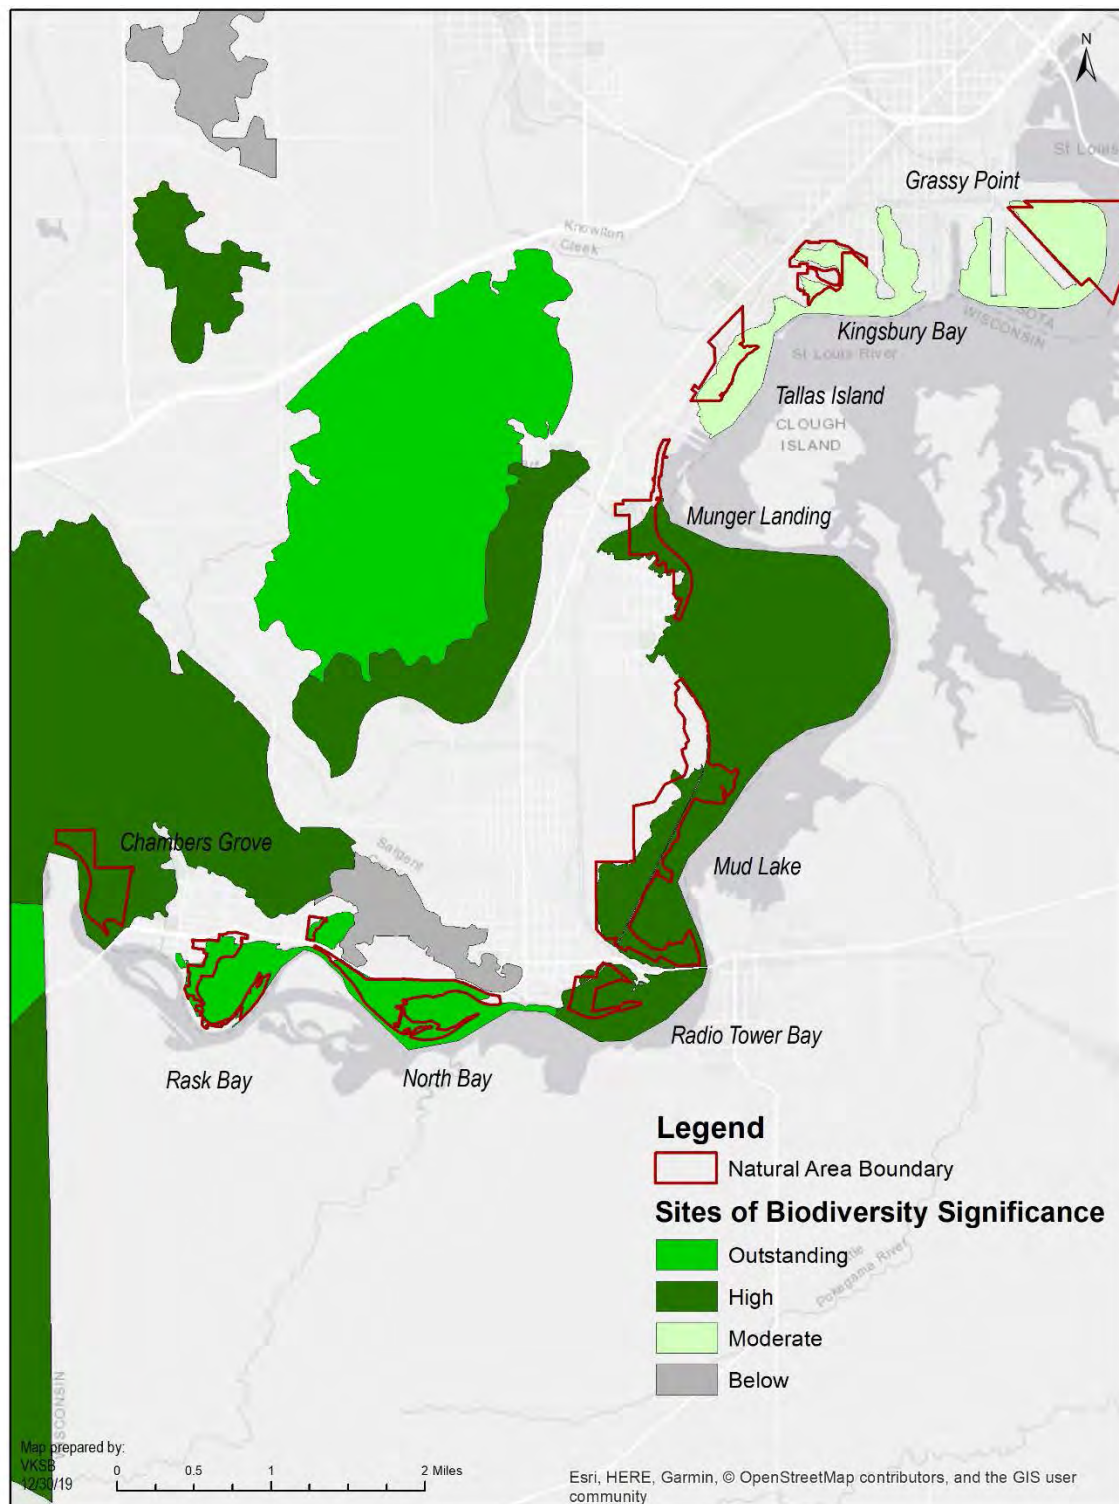 N
St Louis
Grassy Point
Knowlton
Creek
WISCONSIN
Kingsbury Bay
St Louis River
Tallas Island
CLOUGH
ISLAND
Munger Landing
Chambers Grove
Sargent
Mud Lake
Radio Tower Bay
Rask Bay
North Bay
Legend
Natural Area Boundary
Sites of Biodiversity Significance
Outstanding
High
Moderate
Below
Pokegama River
Map prepared by:
VKSB
12/30/19
0 0.5 1 2 Miles
Esri, HERE, Garmin, © OpenStreetMap contributors, and the GIS user
community